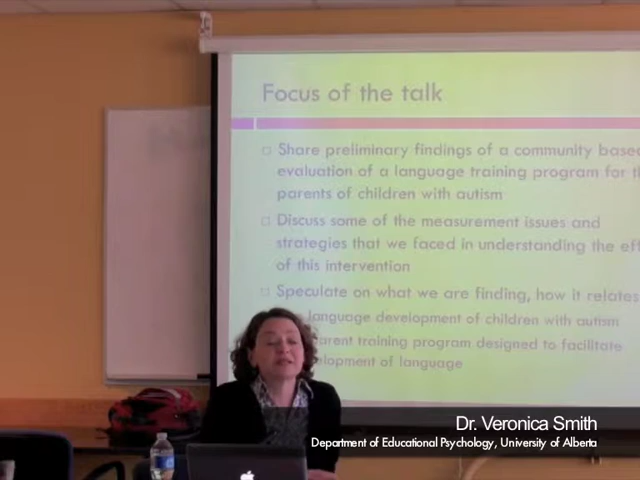 Focus of the talk
Share preliminary findings of a community base
evaluation of a language training program for th
parents of children with autism
Discuss some of the measurement issues and
strategies that we faced in understanding the eff
of this intervention
Speculate on what we are finding, how it relates
language development of children with autism
arent training program designed to facilitate
elopment of language
Dr. Veronica Smith
Department of Educational Psychology, University of Alberta